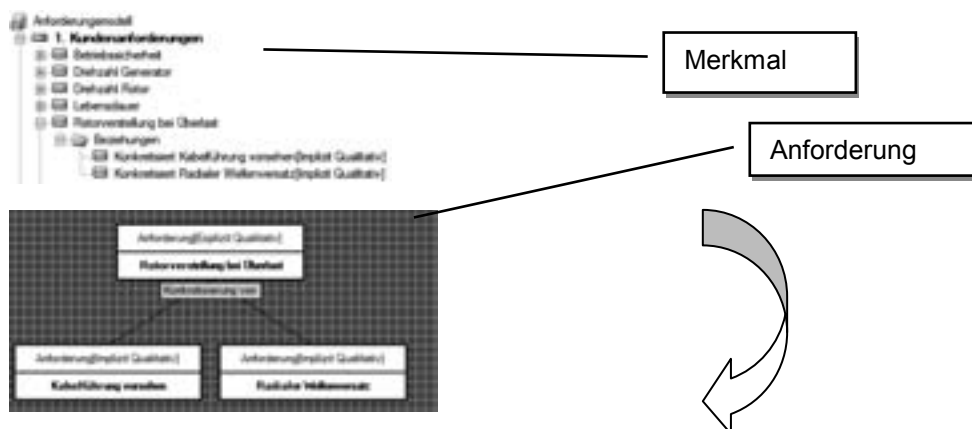 Anforderungsmodell
1. Kundenanforderungen
Betriebssicherheit
Drehzahl Generator
Drehzahl Rotor
Lebensdauer
Rotorverstellung bei Überlast
Beziehungen
Konkretisiert Kabelführung vorsehen[Implizit Qualitativ]
Konkretisiert Radialer Wellenversatz[Implizit Qualitativ]
Merkmal
Anforderung
Anforderung[Explizit Qualitativ]
Rotorverstellung bei Überlast
Konkretisierung von
Anforderung[Implizit Qualitativ] Anforderung[Implizit Qualitativ]
Kabelführung vorsehen Radialer Wellenversatz